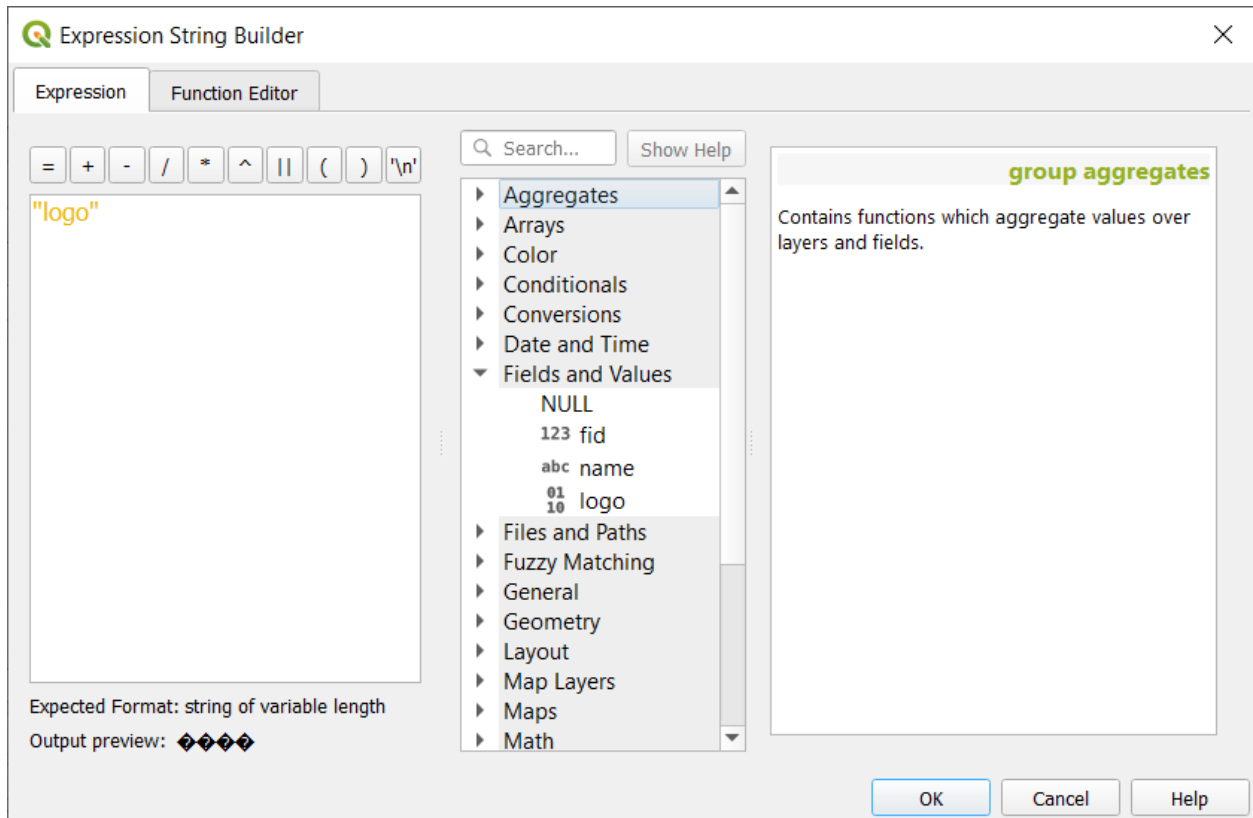 Expression String Builder
Expression
Function Editor
= + - / * ^ || ( ) '\n'
"logo"
Expected Format: string of variable length
Output preview: ����
Search...
Show Help
Aggregates
Arrays
Color
Conditionals
Conversions
Date and Time
Fields and Values
NULL
123 fid
abc name
01
10 logo
Files and Paths
Fuzzy Matching
General
Geometry
Layout
Map Layers
Maps
Math
group aggregates
Contains functions which aggregate values over
layers and fields.
OK
Cancel
Help